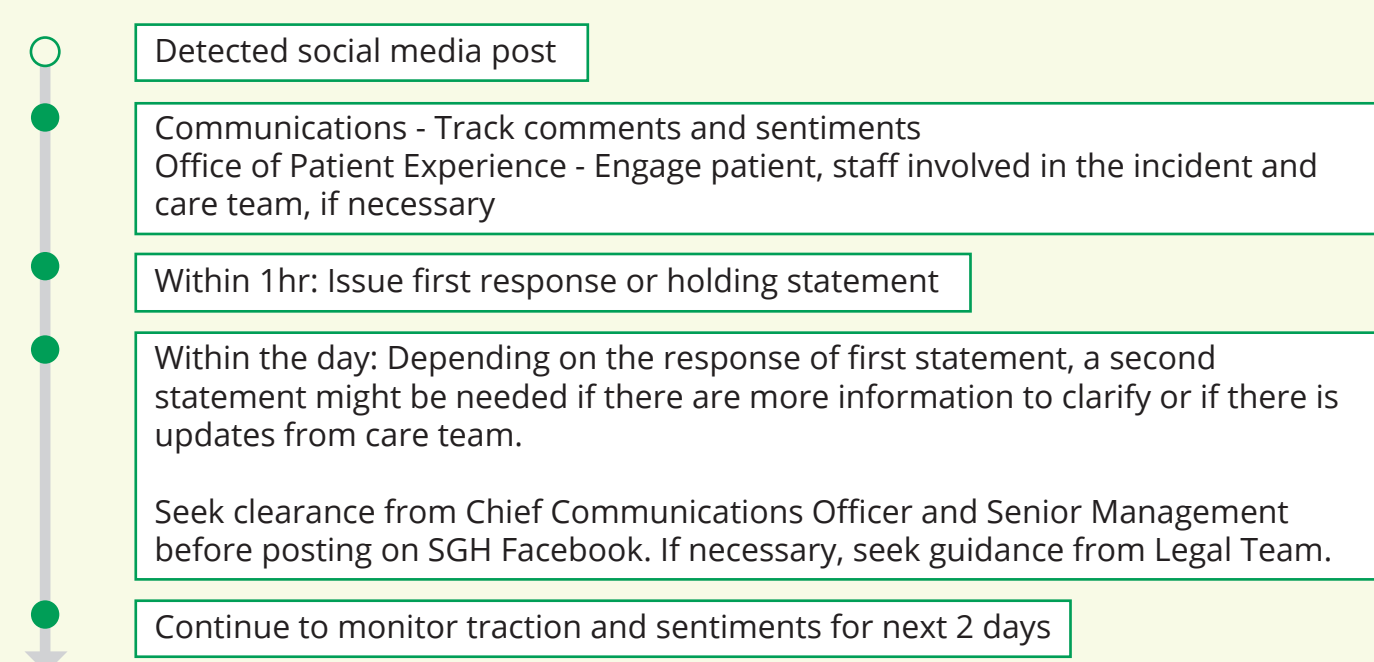 Detected social media post
Communications - Track comments and sentiments
Office of Patient Experience - Engage patient, staff involved in the incident and
care team, if necessary
Within 1hr: Issue first response or holding statement
Within the day: Depending on the response of first statement, a second
statement might be needed if there are more information to clarify or if there is
updates from care team.
Seek clearance from Chief Communications Officer and Senior Management
before posting on SGH Facebook. If necessary, seek guidance from Legal Team.
Continue to monitor traction and sentiments for next 2 days